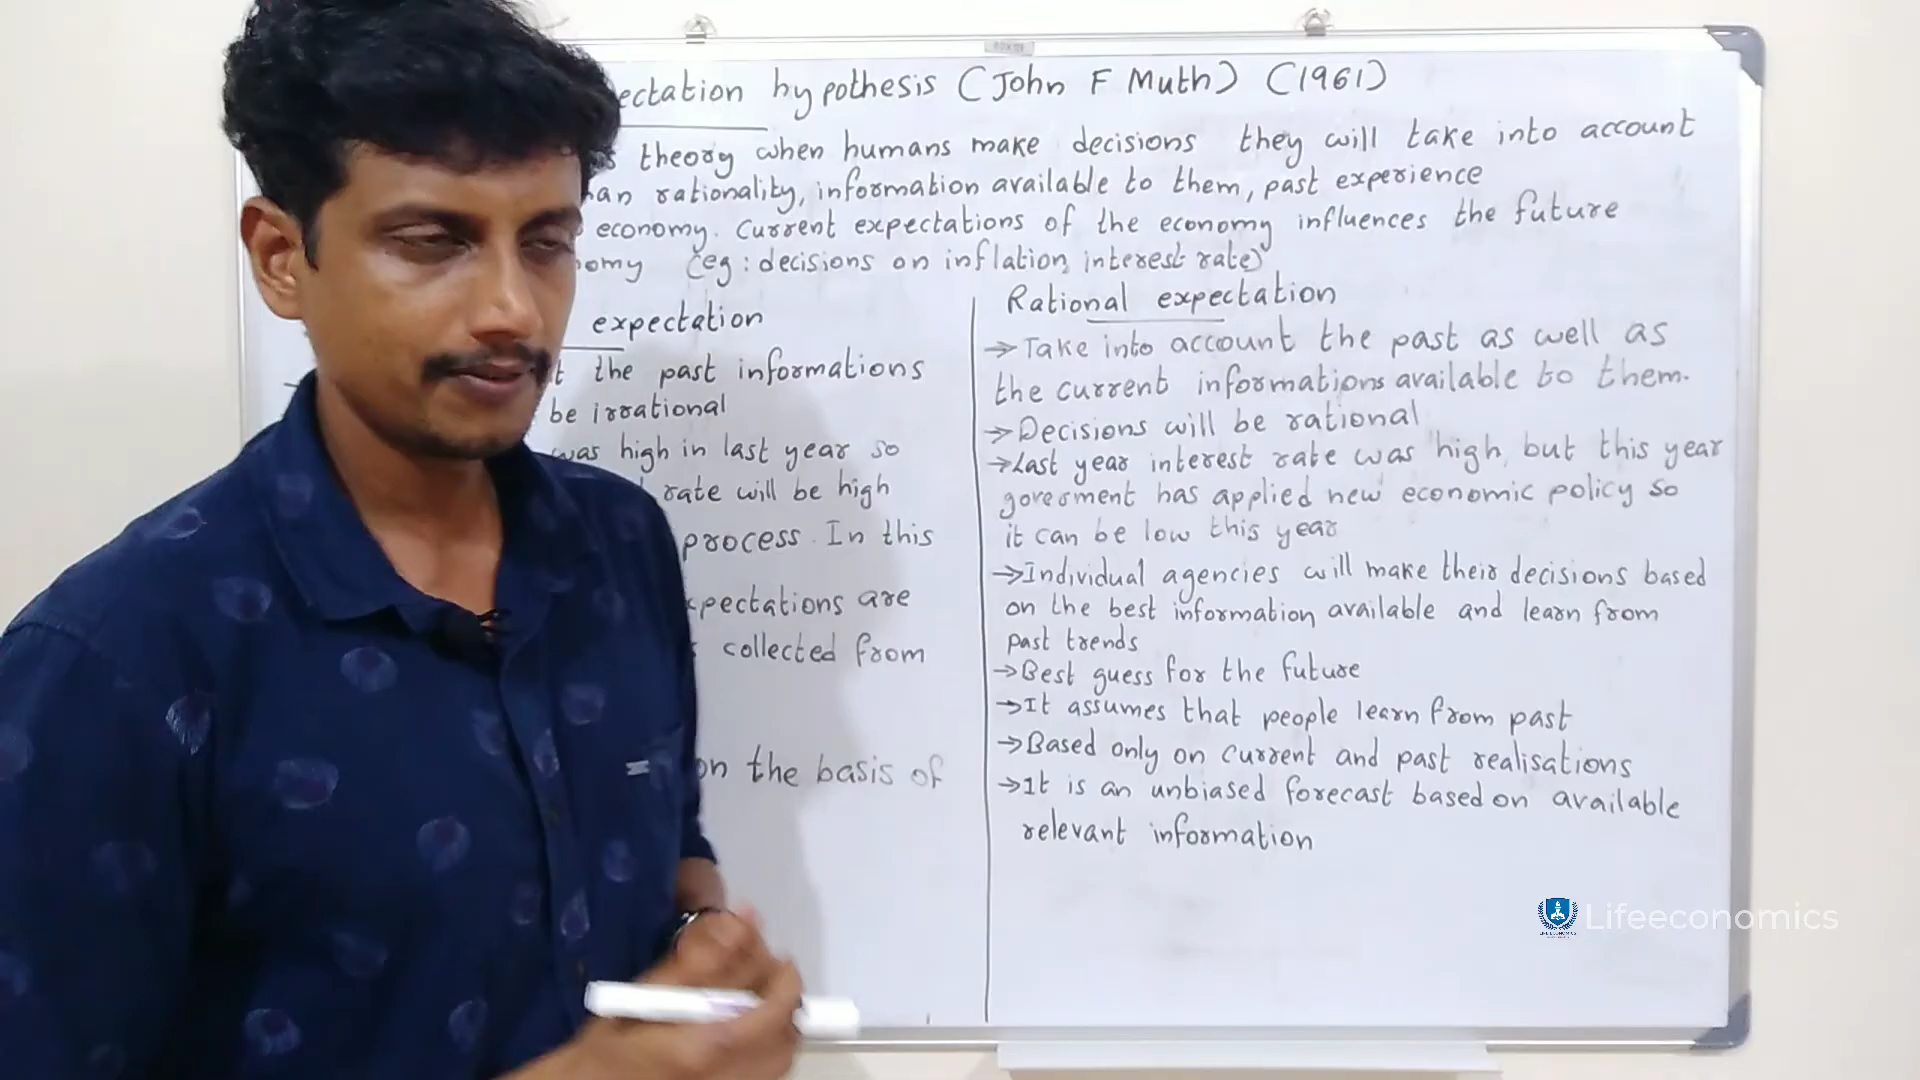 ectation hypothesis (John F Muth) (1961)
theory when humans make decisions they will take into account
an rationality, information available to them, past experience
economy. Current expectations of the economy influences the future
omy (eg: decisions on inflation, interest rate)
expectation
the past informations
be irrational
was high in last year so
rate will be high
process. In this
pectations are
collected from
on the basis of
Rational expectation
→Take into account the past as well as
the current informations available to them.
→Decisions will be rational
→Last year interest rate was high, but this year
goverment has applied new economic policy so
it can be low this year
→Individual agencies will make their decisions based
on the best information available and learn from
past trends
→Best guess for the future
→It assumes that people learn from past
→Based only on current and past realisations
→It is an unbiased forecast based on available
relevant information
Lifeeconomics